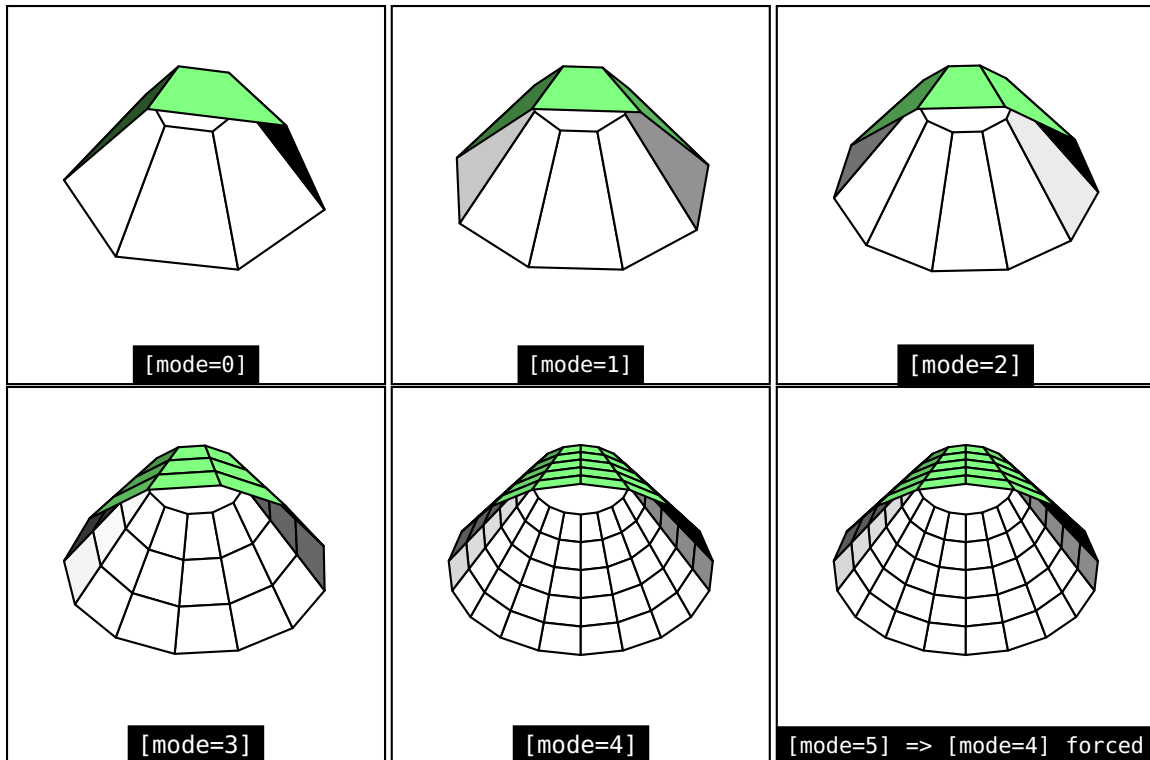 [mode=0]
[mode=1]
[mode=2]
[mode=3]
[mode=4]
[mode=5] => [mode=4] forced